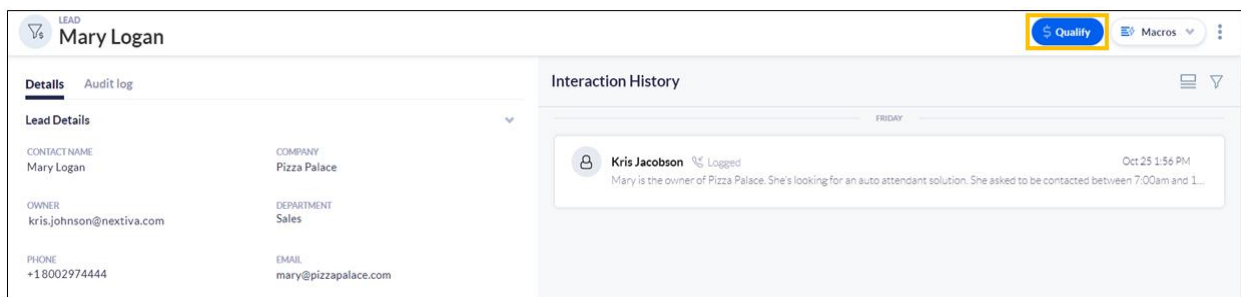 LEAD
Mary Logan
$ Qualify
Macros
Details Audit log
Lead Details
CONTACT NAME COMPANY
Mary Logan Pizza Palace
OWNER DEPARTMENT
kris.johnson@nextiva.com Sales
PHONE EMAIL
+18002974444 mary@pizzapalace.com
Interaction History
FRIDAY
Kris Jacobson Logged Oct 25 1:56 PM
Mary is the owner of Pizza Palace. She's looking for an auto attendant solution. She asked to be contacted between 7:00am and 1...